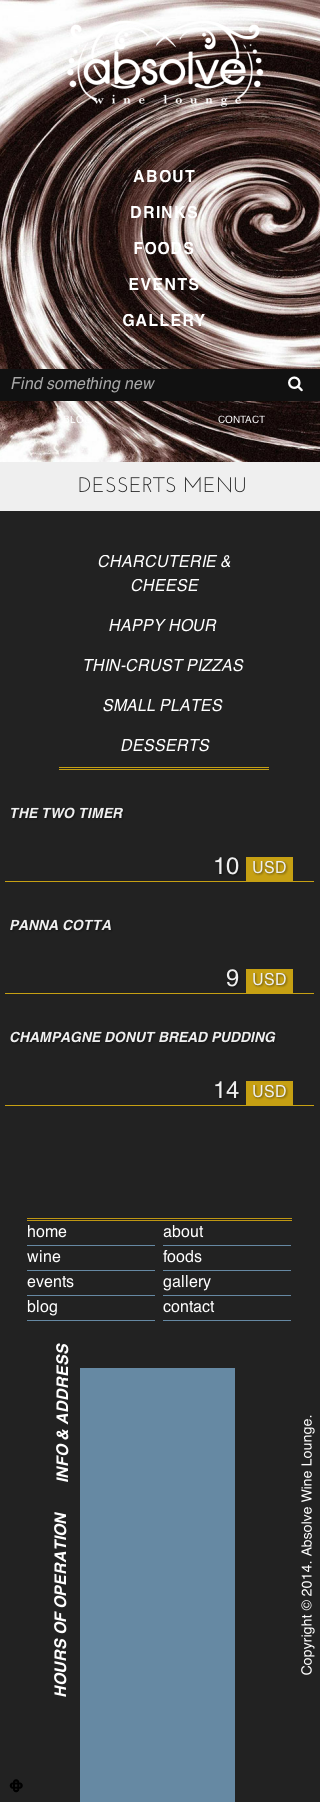 absolve
wine lounge
ABOUT
DRINKS
FOODS
EVENTS
GALLERY
Find something new
CONTACT
DESSERTS MENU
CHARCUTERIE &
CHEESE
HAPPY HOUR
THIN-CRUST PIZZAS
SMALL PLATES
DESSERTS
THE TWO TIMER
10 USD
PANNA COTTA
9 USD
CHAMPAGNE DONUT BREAD PUDDING
14 USD
home about
wine foods
events gallery
blog contact
INFO & ADDRESS
HOURS OF OPERATION
Copyright © 2014. Absolve Wine Lounge.